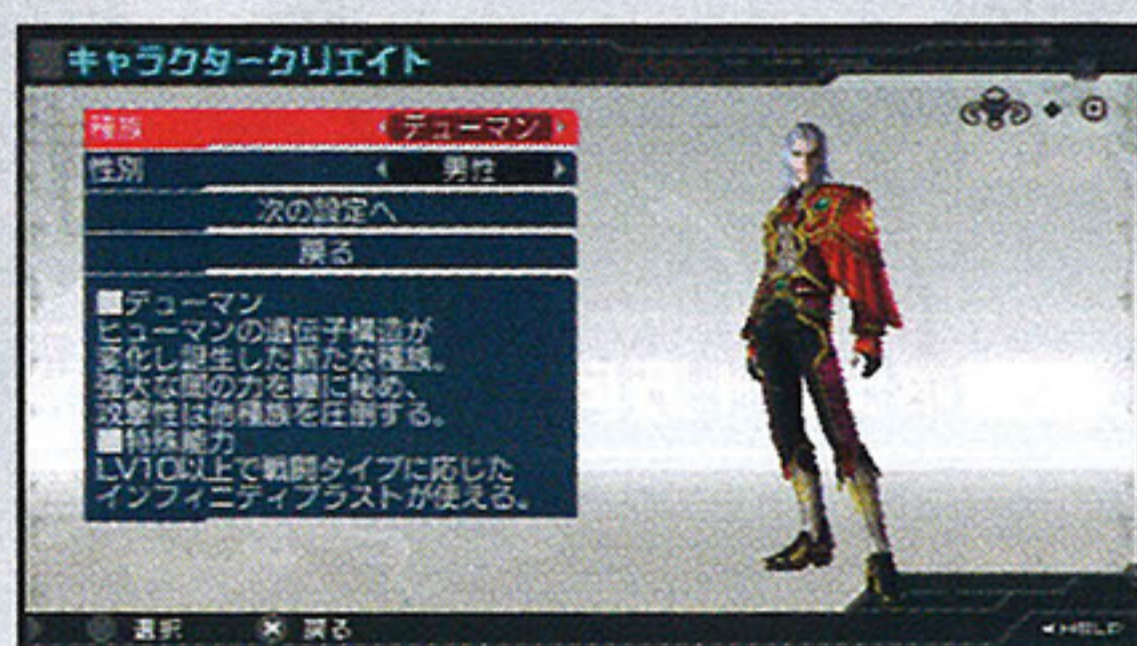 キャラクタークリエイト
種族 デューマン
性別 男性
次の設定へ
戻る
■デューマン
ヒューマンの遺伝子構造が
変化し誕生した新たな種族。
強大な闇の力を瞳に秘め、
攻撃性は他種族を圧倒する。
■特殊能力
LV10以上で戦闘タイプに応じた
インフィニティブラストが使える。
選択 戻る
HELP